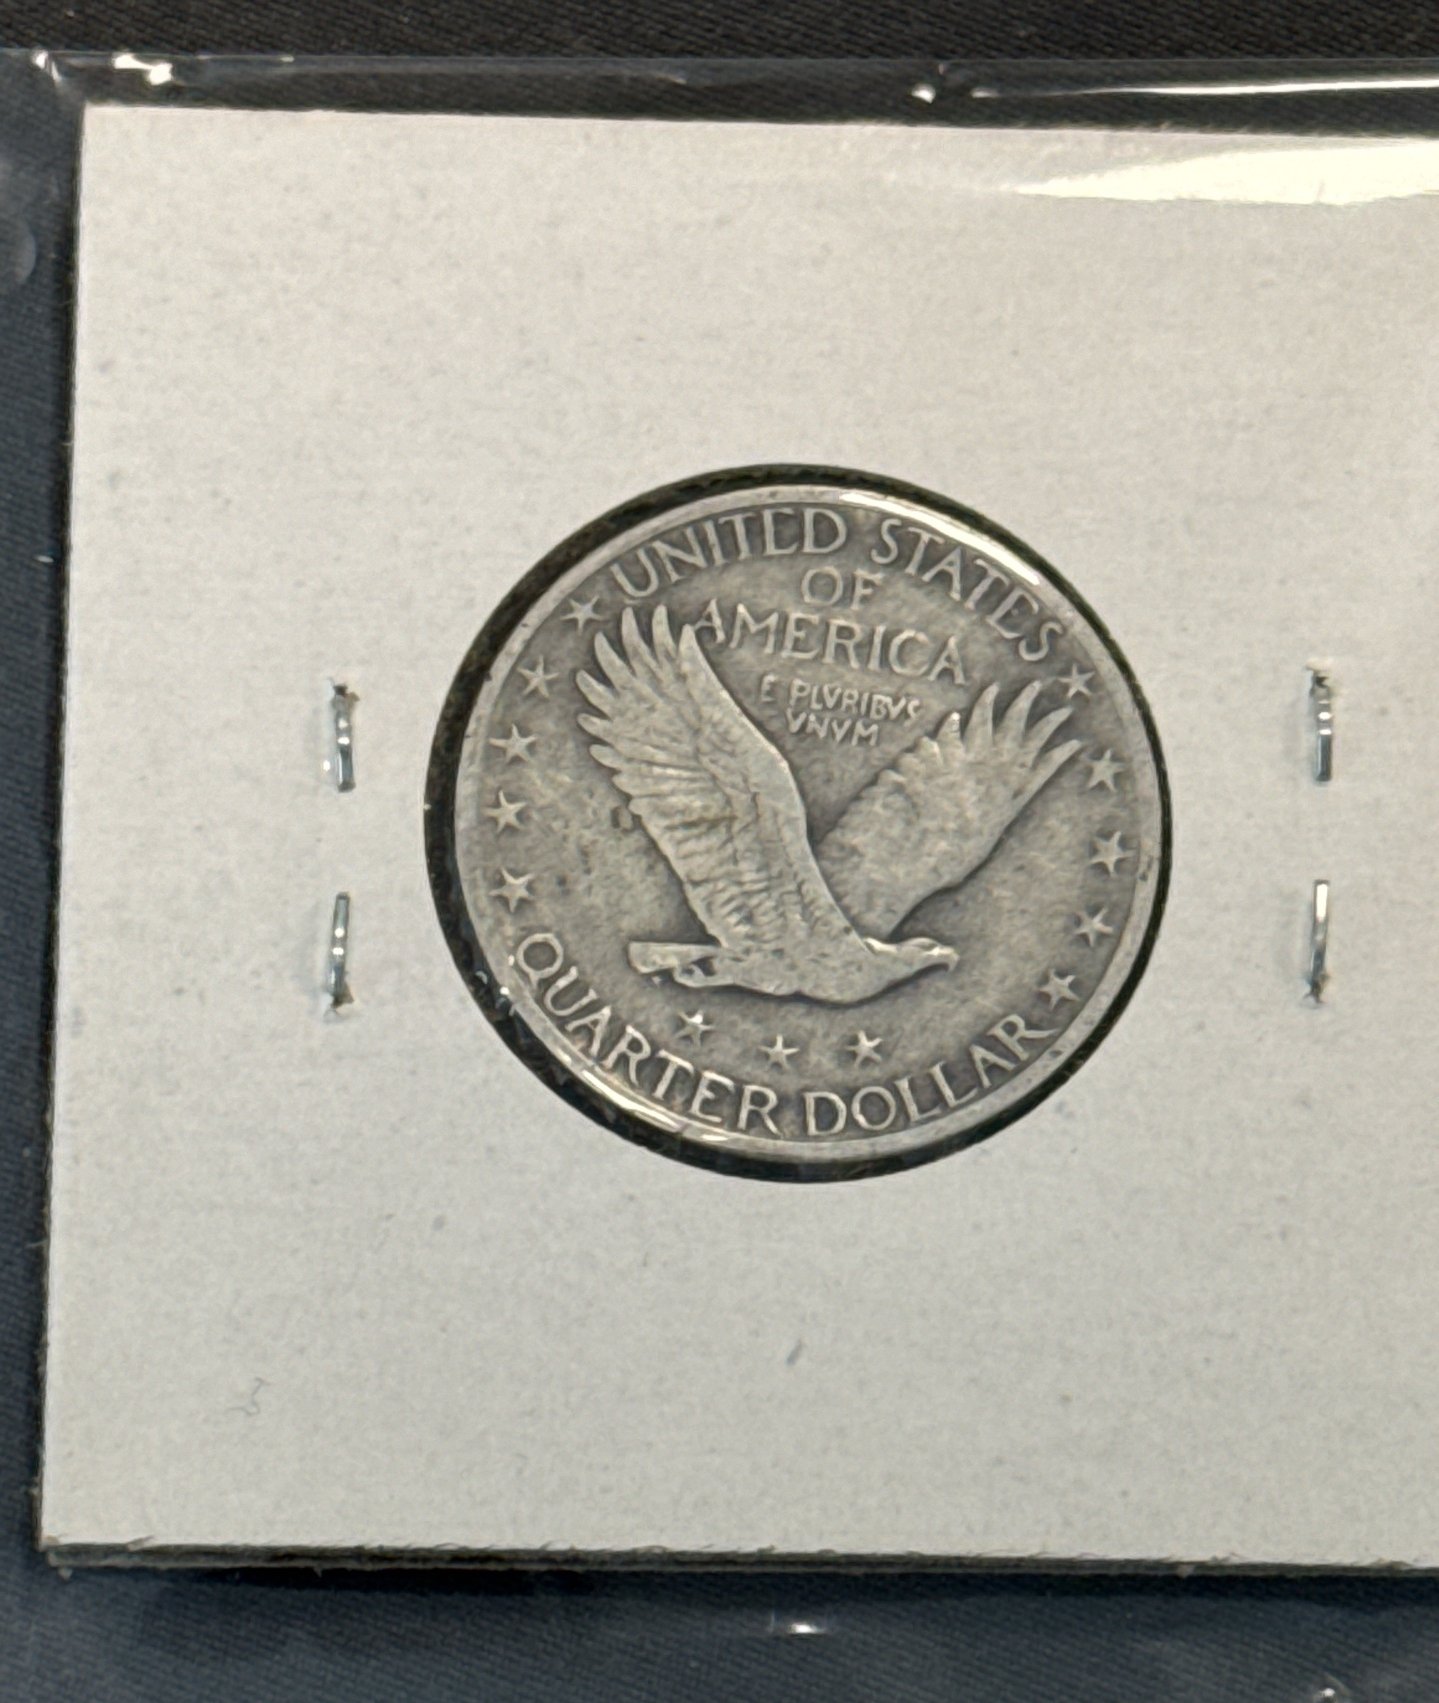 UNITED STATES
OF
AMERICA
E PLVRIBVS
VNVM
QUARTER DOLLAR